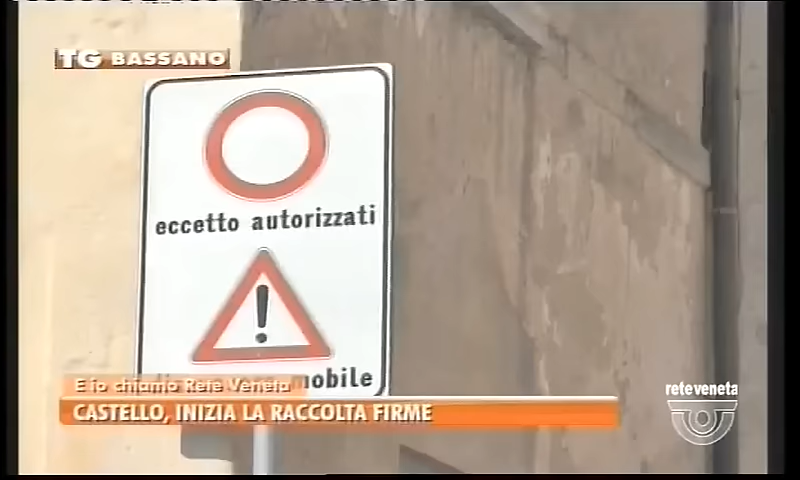 TG BASSANO
eccetto autorizzati
mobile
E io chiamo Rete Veneta
CASTELLO, INIZIA LA RACCOLTA FIRME
reteveneta